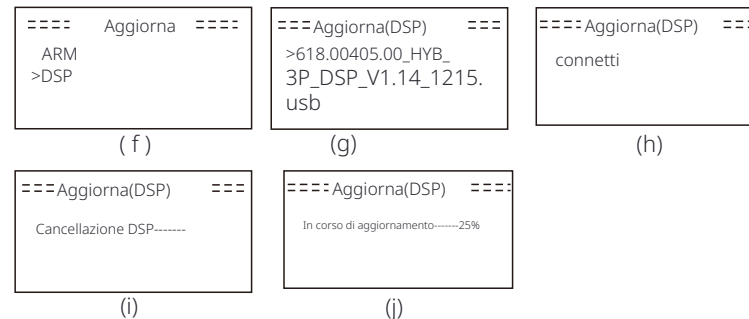 ==== Aggiorna ====
ARM
>DSP
( f )
===Aggiorna(DSP) ===
>618.00405.00_HYB_
3P_DSP_V1.14_1215.
usb
(g)
====Aggiorna(DSP) ===
connetti
(h)
===Aggiorna(DSP) ===
Cancellazione DSP-------
(i)
====Aggiorna(DSP) ====
In corso di aggiornamento-------25%
(j)